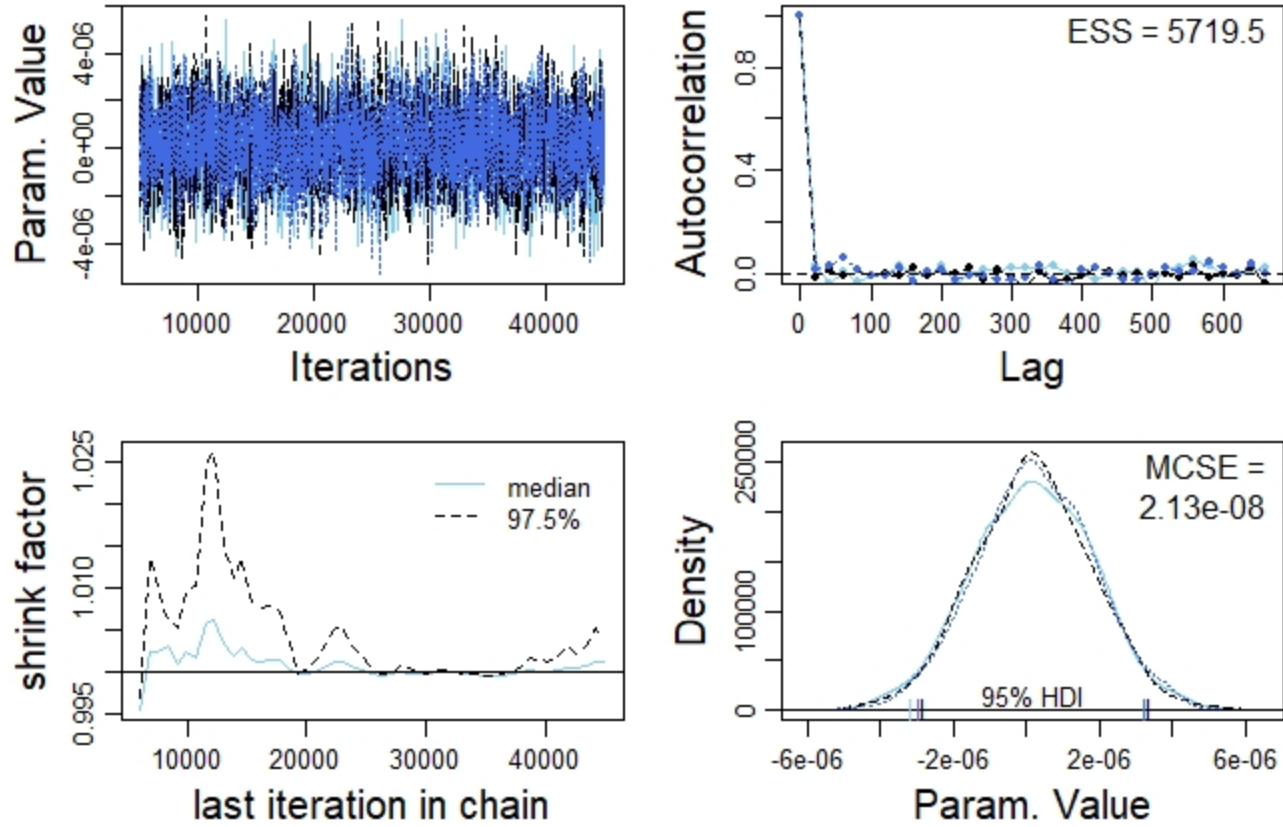 Param. Value
4e-06
0e+00
-4e-06
10000 20000 30000 40000
Iterations
Autocorrelation
0.8
0.4
0.0
ESS = 5719.5
0 100 200 300 400 500 600
Lag
shrink factor
1.025
1.010
0.995
median
97.5%
10000 20000 30000 40000
last iteration in chain
Density
250000
100000
0
MCSE =
2.13e-08
95% HDI
-6e-06 -2e-06 2e-06 6e-06
Param. Value